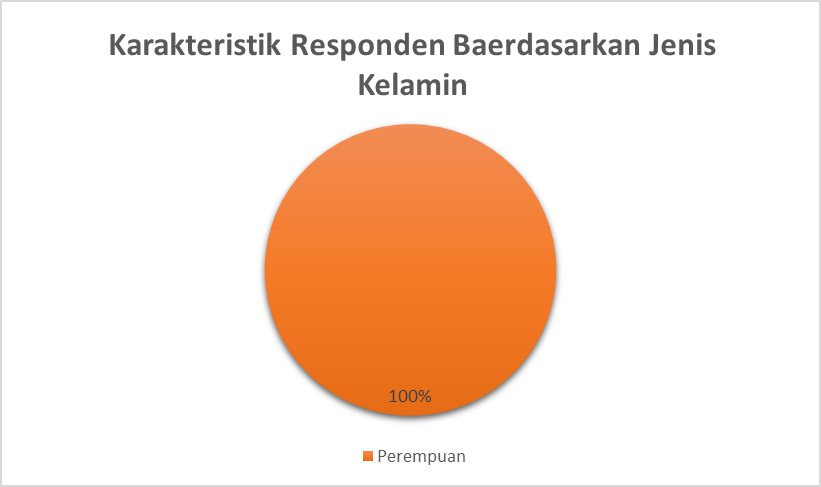 Karakteristik Responden Baerdasarkan Jenis
Kelamin
100%
Perempuan